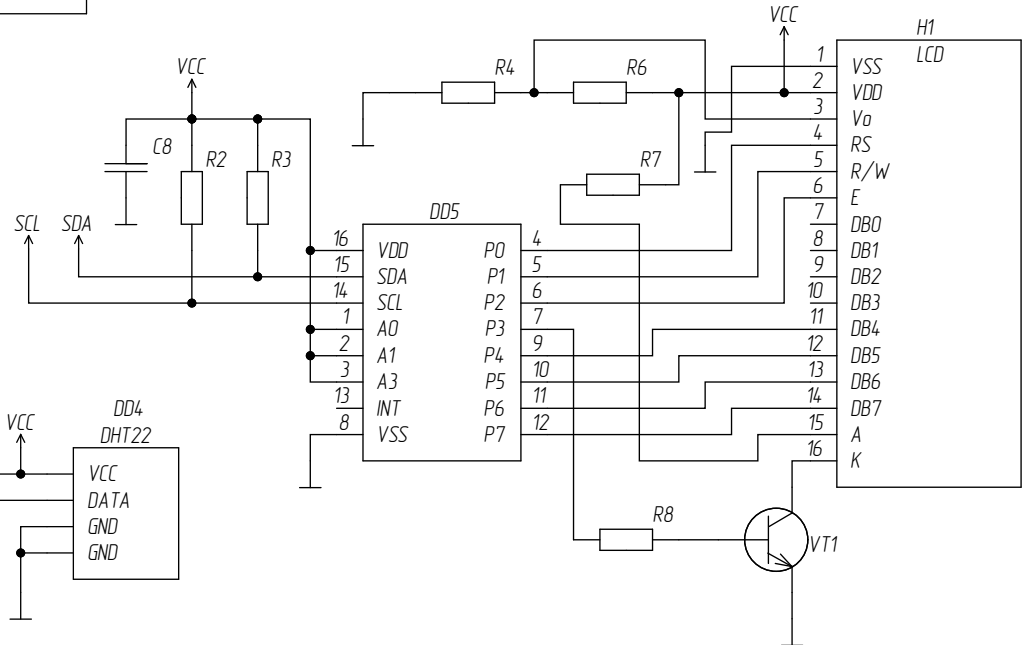 VCC
H1
LCD
R4
R6
VCC
C8
R2
R3
R7
SCL
SDA
1 VSS
2 VDD
3 Vo
4 RS
5 R/W
6 E
7 DB0
8 DB1
9 DB2
10 DB3
11 DB4
12 DB5
13 DB6
14 DB7
15 A
16 K
DD5
16 VDD P0 4
15 SDA P1 5
14 SCL P2 6
1 A0 P3 7
2 A1 P4 9
3 A3 P5 10
13 INT P6 11
8 VSS P7 12
VCC
DD4
DHT22
VCC
DATA
GND
GND
R8
VT1